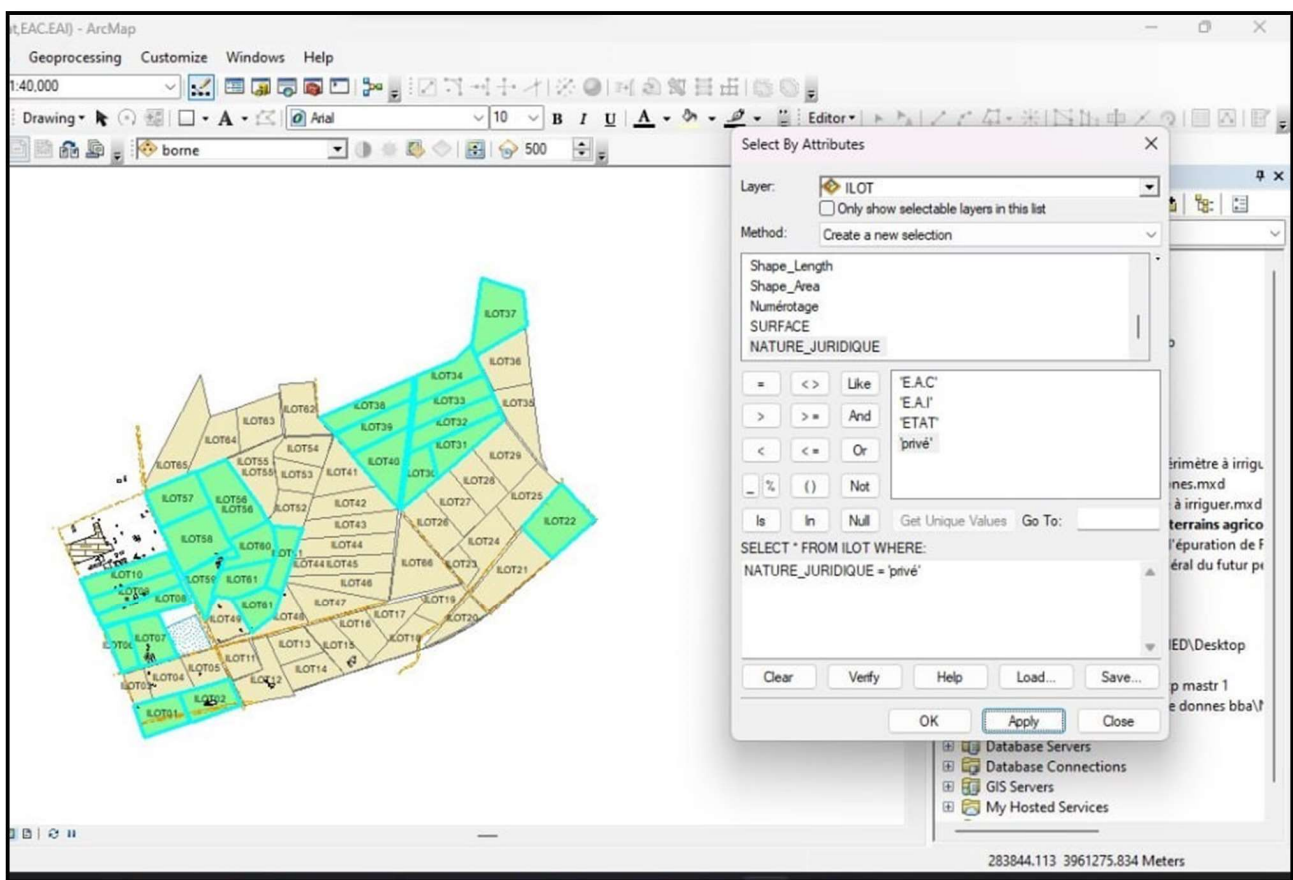 t,EAC.EAI) - ArcMap
Geoprocessing Customize Windows Help
1:40,000
Drawing A Arial 10 B I U A Editor
borne 500
Select By Attributes
Layer: ILOT
Only show selectable layers in this list
Method: Create a new selection
Shape_Length
Shape_Area
Numérotage
SURFACE
NATURE_JURIDIQUE
= <> Like
> >= And
< <= Or
_ % () Not
Is In Null Get Unique Values Go To:
'E.A.C'
'E.A.I'
'ETAT'
'privé'
SELECT * FROM ILOT WHERE:
NATURE_JURIDIQUE = 'privé'
Clear Verify Help Load... Save...
OK Apply Close
ILOT37
ILOT36
ILOT34
ILOT38 ILOT33 ILOT35
ILOT62
ILOT63 ILOT39 ILOT32
ILOT64 ILOT31
ILOT54 ILOT29
ILOT65 ILOT55 ILOT40
ILOT55 ILOT53 ILOT41
ILOT28
ILOT57 ILOT56 ILOT25
ILOT56 ILOT52 ILOT42 ILOT27
ILOT43 ILOT26 ILOT22
ILOT58 ILOT60 ILOT44 ILOT24
ILOT44 ILOT45 ILOT66 ILOT23 ILOT21
ILOT10 ILOT59 ILOT61 ILOT46
ILOT08 ILOT61 ILOT47 ILOT19
ILOT49 ILOT48 ILOT16 ILOT17 ILOT20
ILOT07 ILOT18
ILOT11 ILOT13 ILOT15
ILOT04 ILOT05 ILOT14
ILOT12
ILOT01 ILOT02
érimètre à irrigu
nes.mxd
à irriguer.mxd
terrains agrico
l'épuration de F
éral du futur pe
IED\Desktop
p mastr 1
e donnes bba\
Database Servers
Database Connections
GIS Servers
My Hosted Services
283844.113 3961275.834 Meters